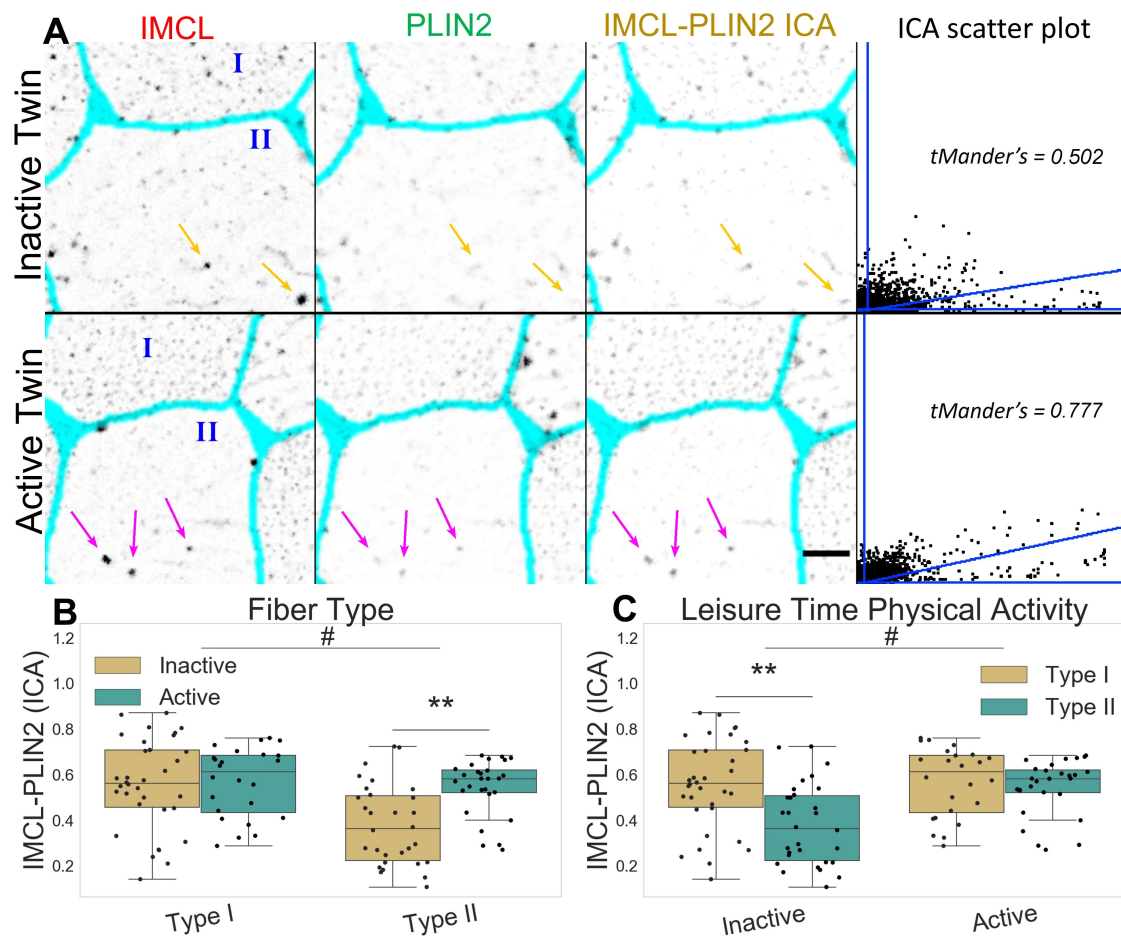 A IMCL PLIN2 IMCL-PLIN2 ICA ICA scatter plot
Inactive Twin
I
II
tMander's = 0.502
Active Twin
I
II
tMander's = 0.777
B Fiber Type
#
IMCL-PLIN2 (ICA)
1.2
1.0
0.8
0.6
0.4
0.2
Inactive
Active
**
Type I Type II
C Leisure Time Physical Activity
#
IMCL-PLIN2 (ICA)
1.2
1.0
0.8
0.6
0.4
0.2
**
Type I
Type II
Inactive Active